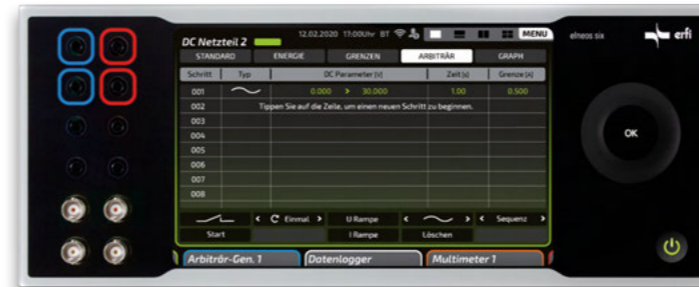 DC Netzteil 2 12.02.2020 17:00Uhr BT MENU
elneos six erfi
STANDARD ENERGIE GRENZEN ARBITRÄR GRAPH
Schritt Typ DC Parameter [V] Zeit [s] Grenze [A]
001 0.000 > 30.000 1.00 0.500
002 Tippen Sie auf die Zeile, um einen neuen Schritt zu beginnen.
003
004
005
006
007
008
OK
< Einmal > U Rampe < > < Sequenz >
Start I Rampe Löschen
Arbiträr-Gen. 1 Datenlogger Multimeter 1